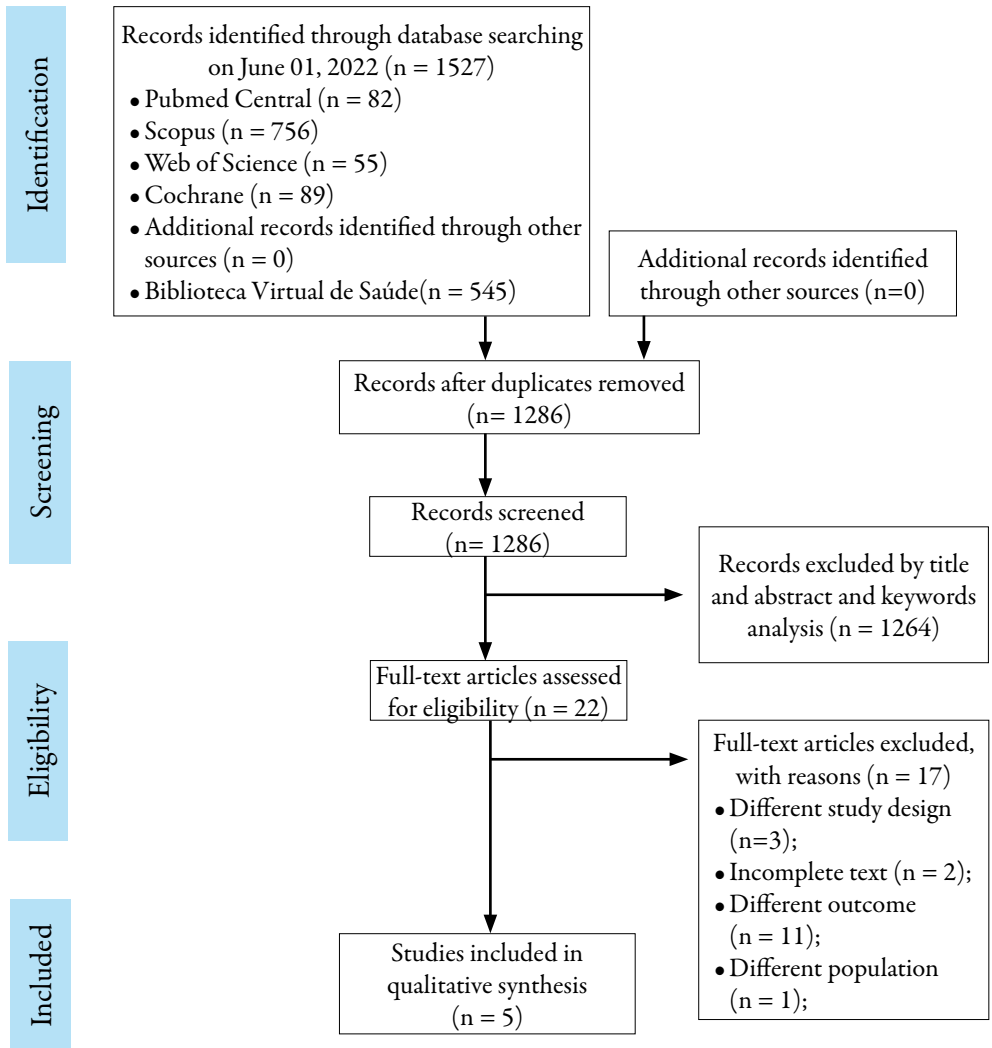 Identification
Records identified through database searching
on June 01, 2022 (n = 1527)
• Pubmed Central (n = 82)
• Scopus (n = 756)
• Web of Science (n = 55)
• Cochrane (n = 89)
• Additional records identified through other
sources (n = 0)
• Biblioteca Virtual de Saúde(n = 545)
Additional records identified
through other sources (n=0)
Screening
Records after duplicates removed
(n= 1286)
Records screened
(n= 1286)
Records excluded by title
and abstract and keywords
analysis (n = 1264)
Eligibility
Full-text articles assessed
for eligibility (n = 22)
Full-text articles excluded,
with reasons (n = 17)
• Different study design
(n=3);
• Incomplete text (n = 2);
• Different outcome
(n = 11);
• Different population
(n = 1);
Included
Studies included in
qualitative synthesis
(n = 5)